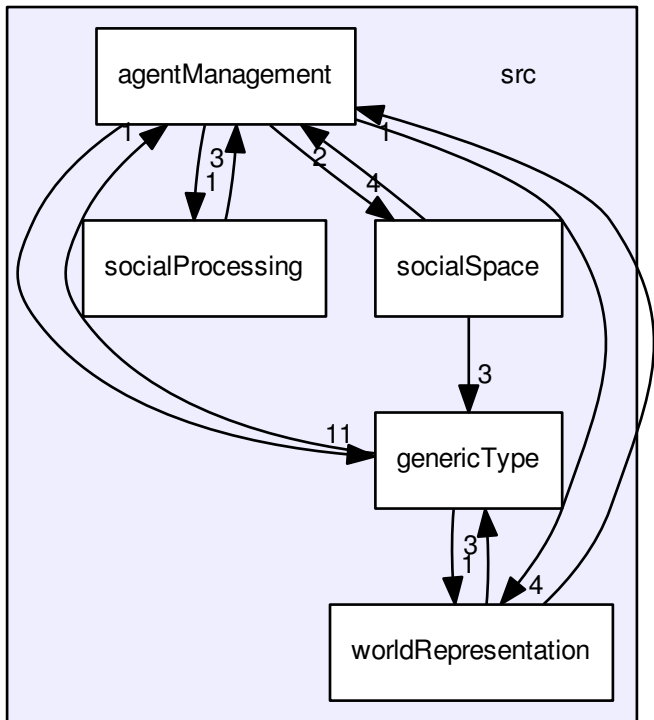 agentManagement
src
1
1
3
2
1
4
socialProcessing
socialSpace
3
11
genericType
3
1
4
worldRepresentation